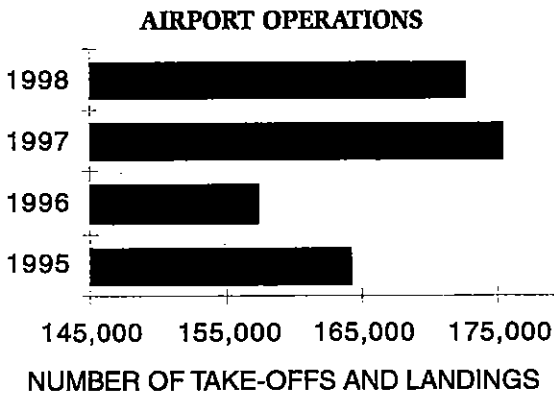 AIRPORT OPERATIONS
1998
1997
1996
1995
145,000 155,000 165,000 175,000
NUMBER OF TAKE-OFFS AND LANDINGS